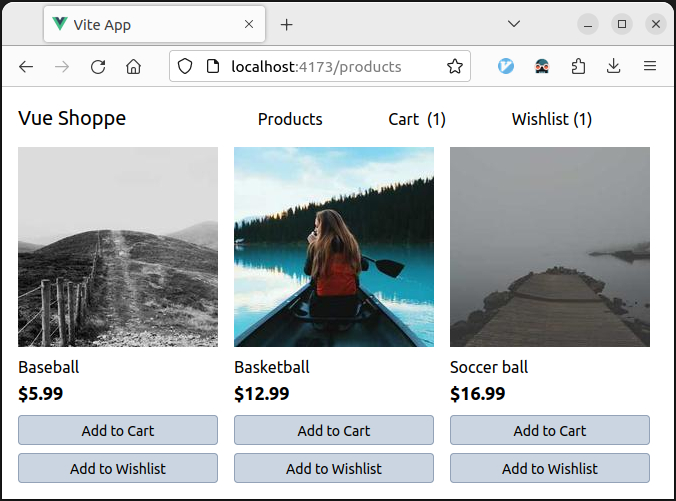 Vite App
localhost:4173/products
Vue Shoppe
Products
Cart (1)
Wishlist (1)
Baseball
$5.99
Add to Cart
Add to Wishlist
Basketball
$12.99
Add to Cart
Add to Wishlist
Soccer ball
$16.99
Add to Cart
Add to Wishlist